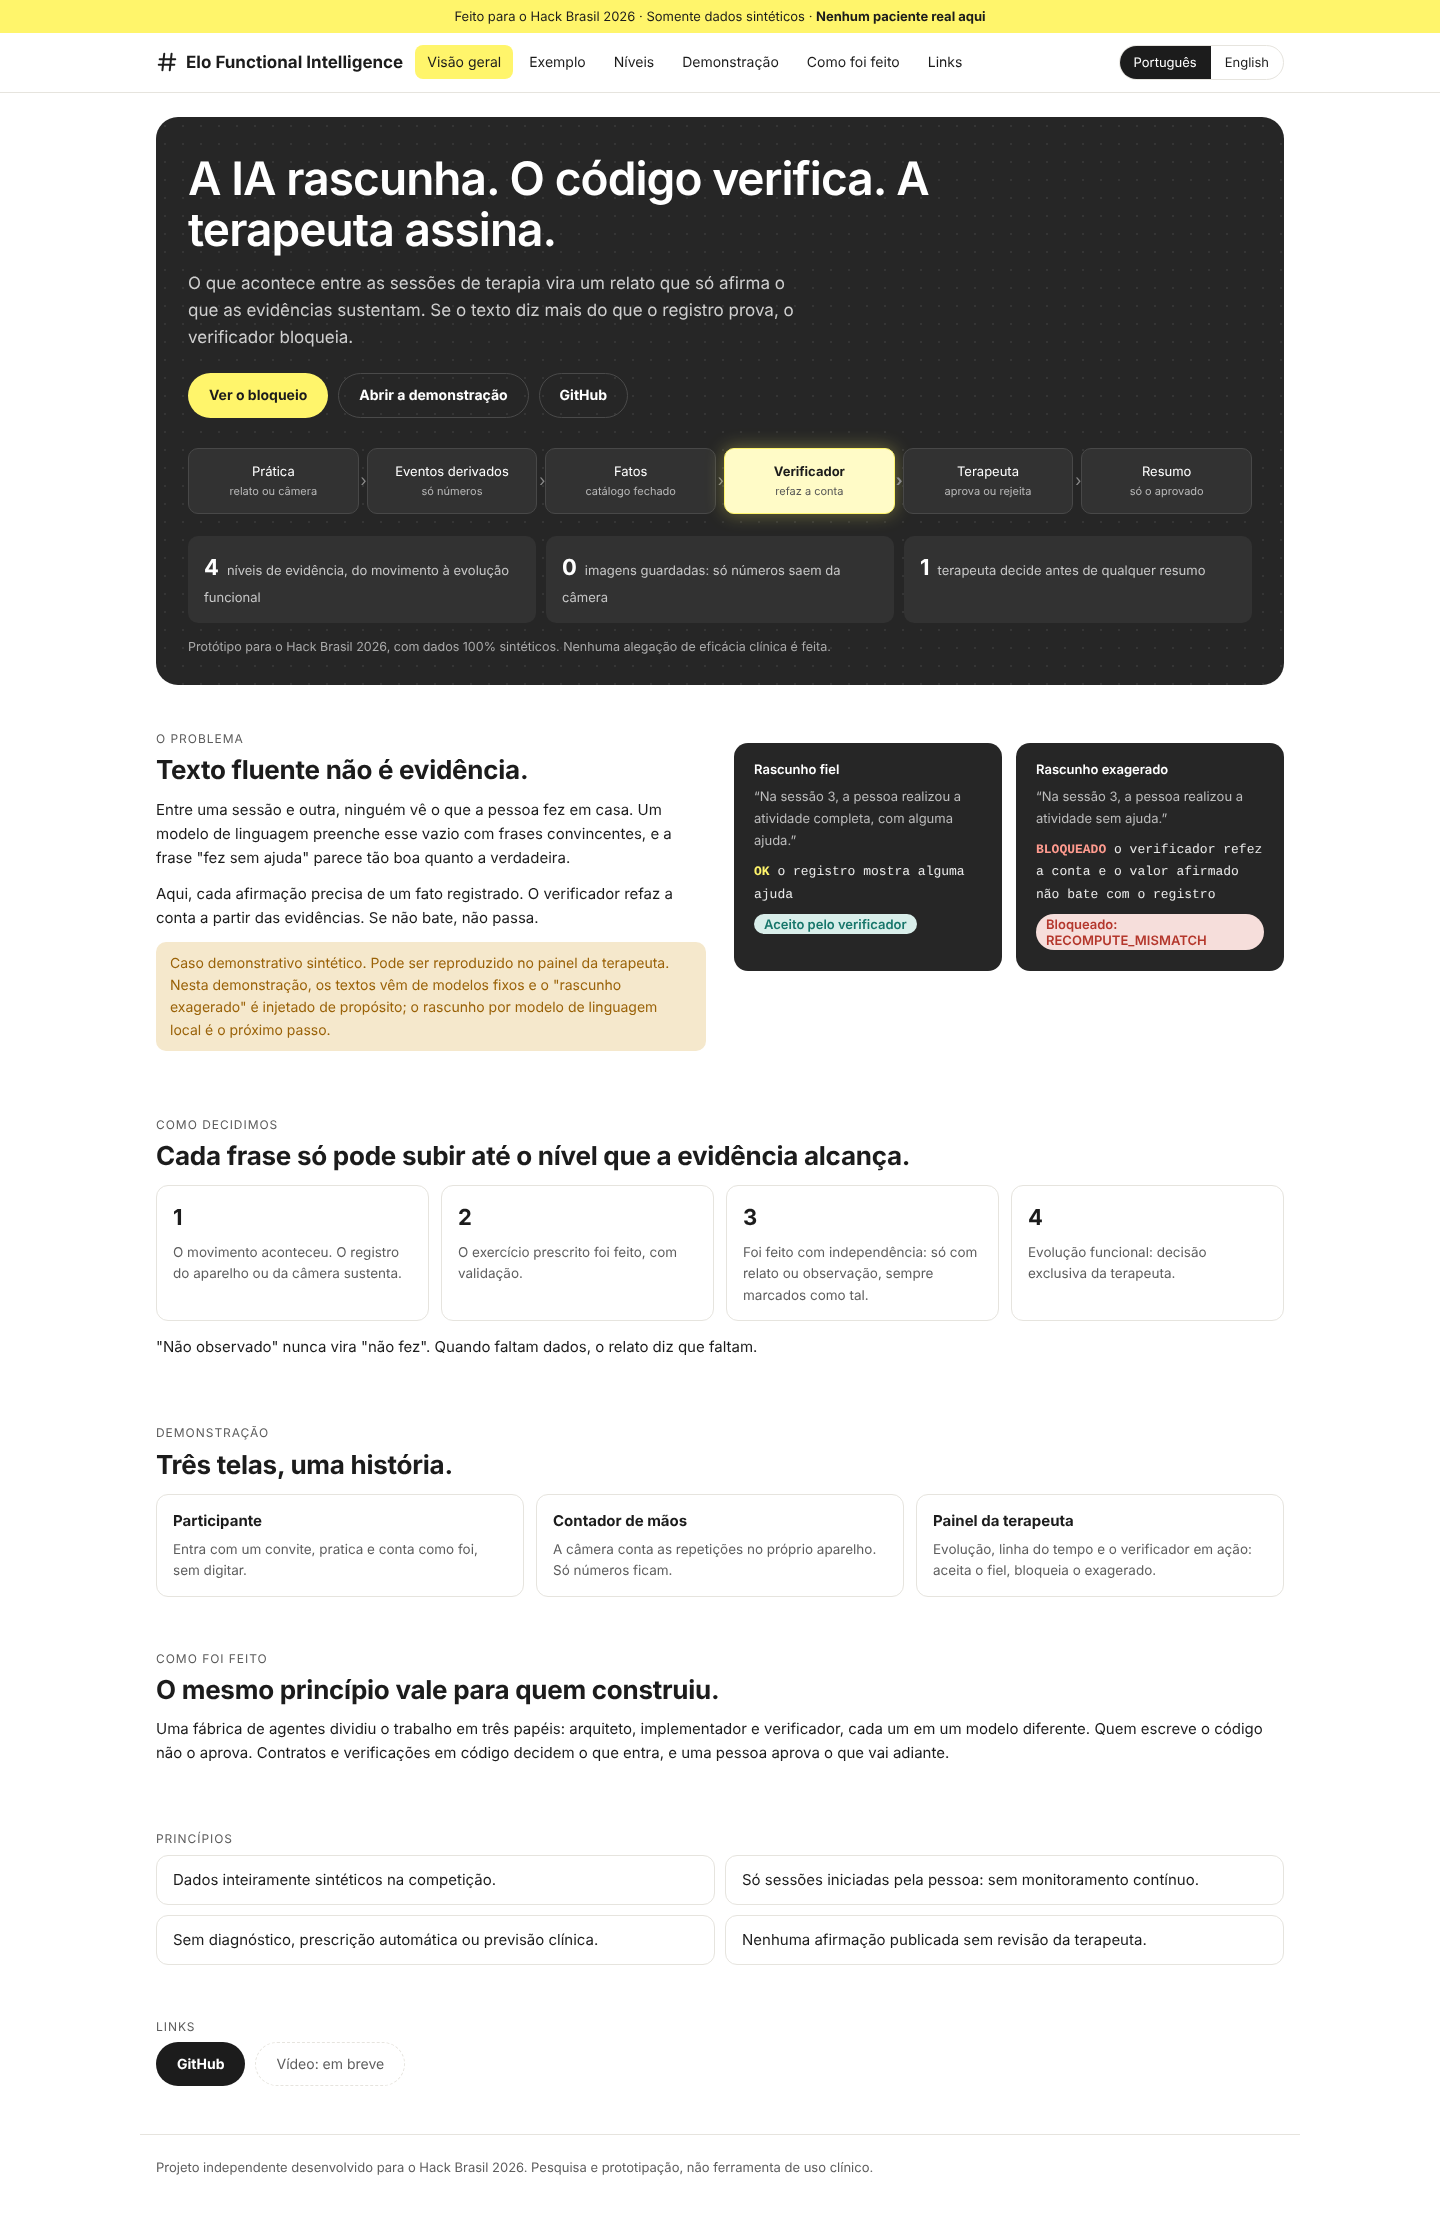 Feito para o Hack Brasil 2026 · Somente dados sintéticos · Nenhum paciente real aqui
# Elo Functional Intelligence
Visão geral
Exemplo
Níveis
Demonstração
Como foi feito
Links
Português
English
A IA rascunha. O código verifica. A
terapeuta assina.
O que acontece entre as sessões de terapia vira um relato que só afirma o
que as evidências sustentam. Se o texto diz mais do que o registro prova, o
verificador bloqueia.
Ver o bloqueio
Abrir a demonstração
GitHub
Prática
relato ou câmera
›
Eventos derivados
só números
›
Fatos
catálogo fechado
›
Verificador
refaz a conta
›
Terapeuta
aprova ou rejeita
›
Resumo
só o aprovado
4 níveis de evidência, do movimento à evolução
funcional
0 imagens guardadas: só números saem da
câmera
1 terapeuta decide antes de qualquer resumo
Protótipo para o Hack Brasil 2026, com dados 100% sintéticos. Nenhuma alegação de eficácia clínica é feita.
O PROBLEMA
Texto fluente não é evidência.
Entre uma sessão e outra, ninguém vê o que a pessoa fez em casa. Um
modelo de linguagem preenche esse vazio com frases convincentes, e a
frase "fez sem ajuda" parece tão boa quanto a verdadeira.
Aqui, cada afirmação precisa de um fato registrado. O verificador refaz a
conta a partir das evidências. Se não bate, não passa.
Caso demonstrativo sintético. Pode ser reproduzido no painel da terapeuta.
Nesta demonstração, os textos vêm de modelos fixos e o "rascunho
exagerado" é injetado de propósito; o rascunho por modelo de linguagem
local é o próximo passo.
Rascunho fiel
“Na sessão 3, a pessoa realizou a
atividade completa, com alguma
ajuda.”
OK o registro mostra alguma
ajuda
Aceito pelo verificador
Rascunho exagerado
“Na sessão 3, a pessoa realizou a
atividade sem ajuda.”
BLOQUEADO o verificador refez
a conta e o valor afirmado
não bate com o registro
Bloqueado:
RECOMPUTE_MISMATCH
COMO DECIDIMOS
Cada frase só pode subir até o nível que a evidência alcança.
1
O movimento aconteceu. O registro
do aparelho ou da câmera sustenta.
2
O exercício prescrito foi feito, com
validação.
3
Foi feito com independência: só com
relato ou observação, sempre
marcados como tal.
4
Evolução funcional: decisão
exclusiva da terapeuta.
"Não observado" nunca vira "não fez". Quando faltam dados, o relato diz que faltam.
DEMONSTRAÇÃO
Três telas, uma história.
Participante
Entra com um convite, pratica e conta como foi,
sem digitar.
Contador de mãos
A câmera conta as repetições no próprio aparelho.
Só números ficam.
Painel da terapeuta
Evolução, linha do tempo e o verificador em ação:
aceita o fiel, bloqueia o exagerado.
COMO FOI FEITO
O mesmo princípio vale para quem construiu.
Uma fábrica de agentes dividiu o trabalho em três papéis: arquiteto, implementador e verificador, cada um em um modelo diferente. Quem escreve o código
não o aprova. Contratos e verificações em código decidem o que entra, e uma pessoa aprova o que vai adiante.
PRINCÍPIOS
Dados inteiramente sintéticos na competição.
Só sessões iniciadas pela pessoa: sem monitoramento contínuo.
Sem diagnóstico, prescrição automática ou previsão clínica.
Nenhuma afirmação publicada sem revisão da terapeuta.
LINKS
GitHub
Vídeo: em breve
Projeto independente desenvolvido para o Hack Brasil 2026. Pesquisa e prototipação, não ferramenta de uso clínico.